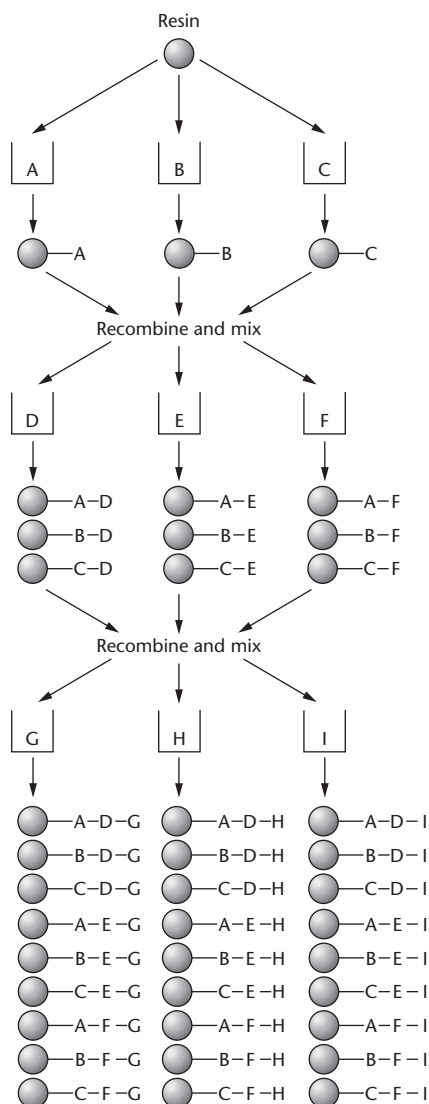 Resin
A B C
A B C
Recombine and mix
D E F
A–D A–E A–F
B–D B–E B–F
C–D C–E C–F
Recombine and mix
G H I
A–D–G A–D–H A–D–I
B–D–G B–D–H B–D–I
C–D–G C–D–H C–D–I
A–E–G A–E–H A–E–I
B–E–G B–E–H B–E–I
C–E–G C–E–H C–E–I
A–F–G A–F–H A–F–I
B–F–G B–F–H B–F–I
C–F–G C–F–H C–F–I